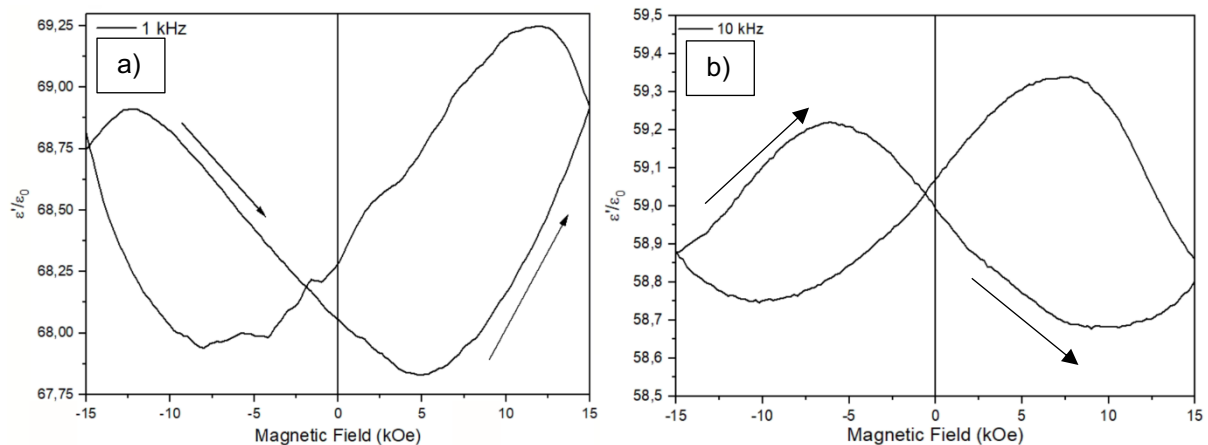 1 kHz
a)
69,25
69,00
68,75
68,50
68,25
68,00
67,75
ε'/ε0
-15 -10 -5 0 5 10 15
Magnetic Field (kOe)
10 kHz
b)
59,5
59,4
59,3
59,2
59,1
59,0
58,9
58,8
58,7
58,6
58,5
ε'/ε0
-15 -10 -5 0 5 10 15
Magnetic Field (kOe)